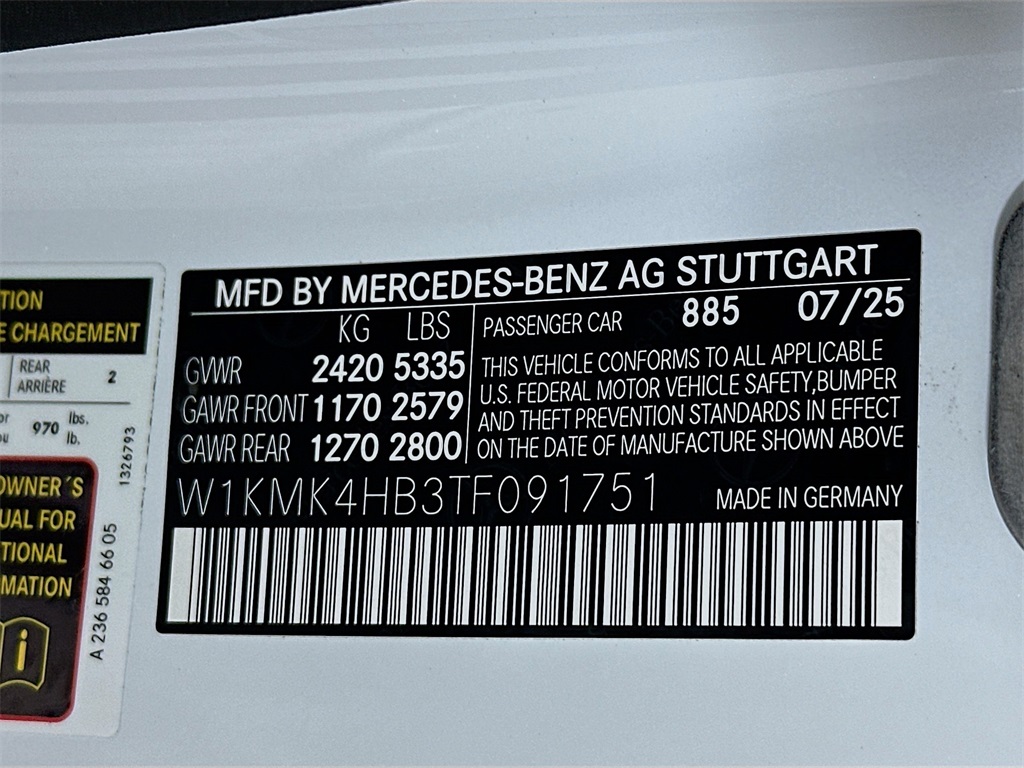 MFD BY MERCEDES-BENZ AG STUTTGART
KG LBS
GVWR 2420 5335
GAWR FRONT 1170 2579
GAWR REAR 1270 2800
PASSENGER CAR 885 07/25
THIS VEHICLE CONFORMS TO ALL APPLICABLE
U.S. FEDERAL MOTOR VEHICLE SAFETY,BUMPER
AND THEFT PREVENTION STANDARDS IN EFFECT
ON THE DATE OF MANUFACTURE SHOWN ABOVE
W1KMK4HB3TF091751
MADE IN GERMANY
TION
E CHARGEMENT
REAR
ARRIÈRE 2
or
ou
970 lbs.
lb.
1326793
OWNER´S
UAL FOR
TIONAL
MATION
i
A 236 584 66 05